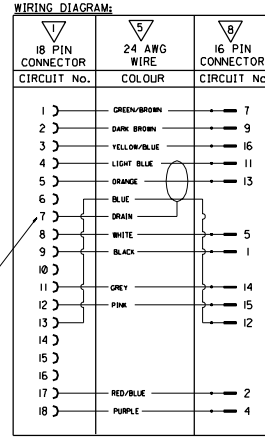 WIRING DIAGRAM:
1 5 8
18 PIN CONNECTOR 24 AWG WIRE 16 PIN CONNECTOR
CIRCUIT No. COLOUR CIRCUIT No
1 GREEN/BROWN 7
2 DARK BROWN 9
3 YELLOW/BLUE 16
4 LIGHT BLUE 11
5 ORANGE 13
6 BLUE
7 DRAIN
8 WHITE 5
9 BLACK 1
10
11 GREY 14
12 PINK 15
13 12
14
15
16
17 RED/BLUE 2
18 PURPLE 4